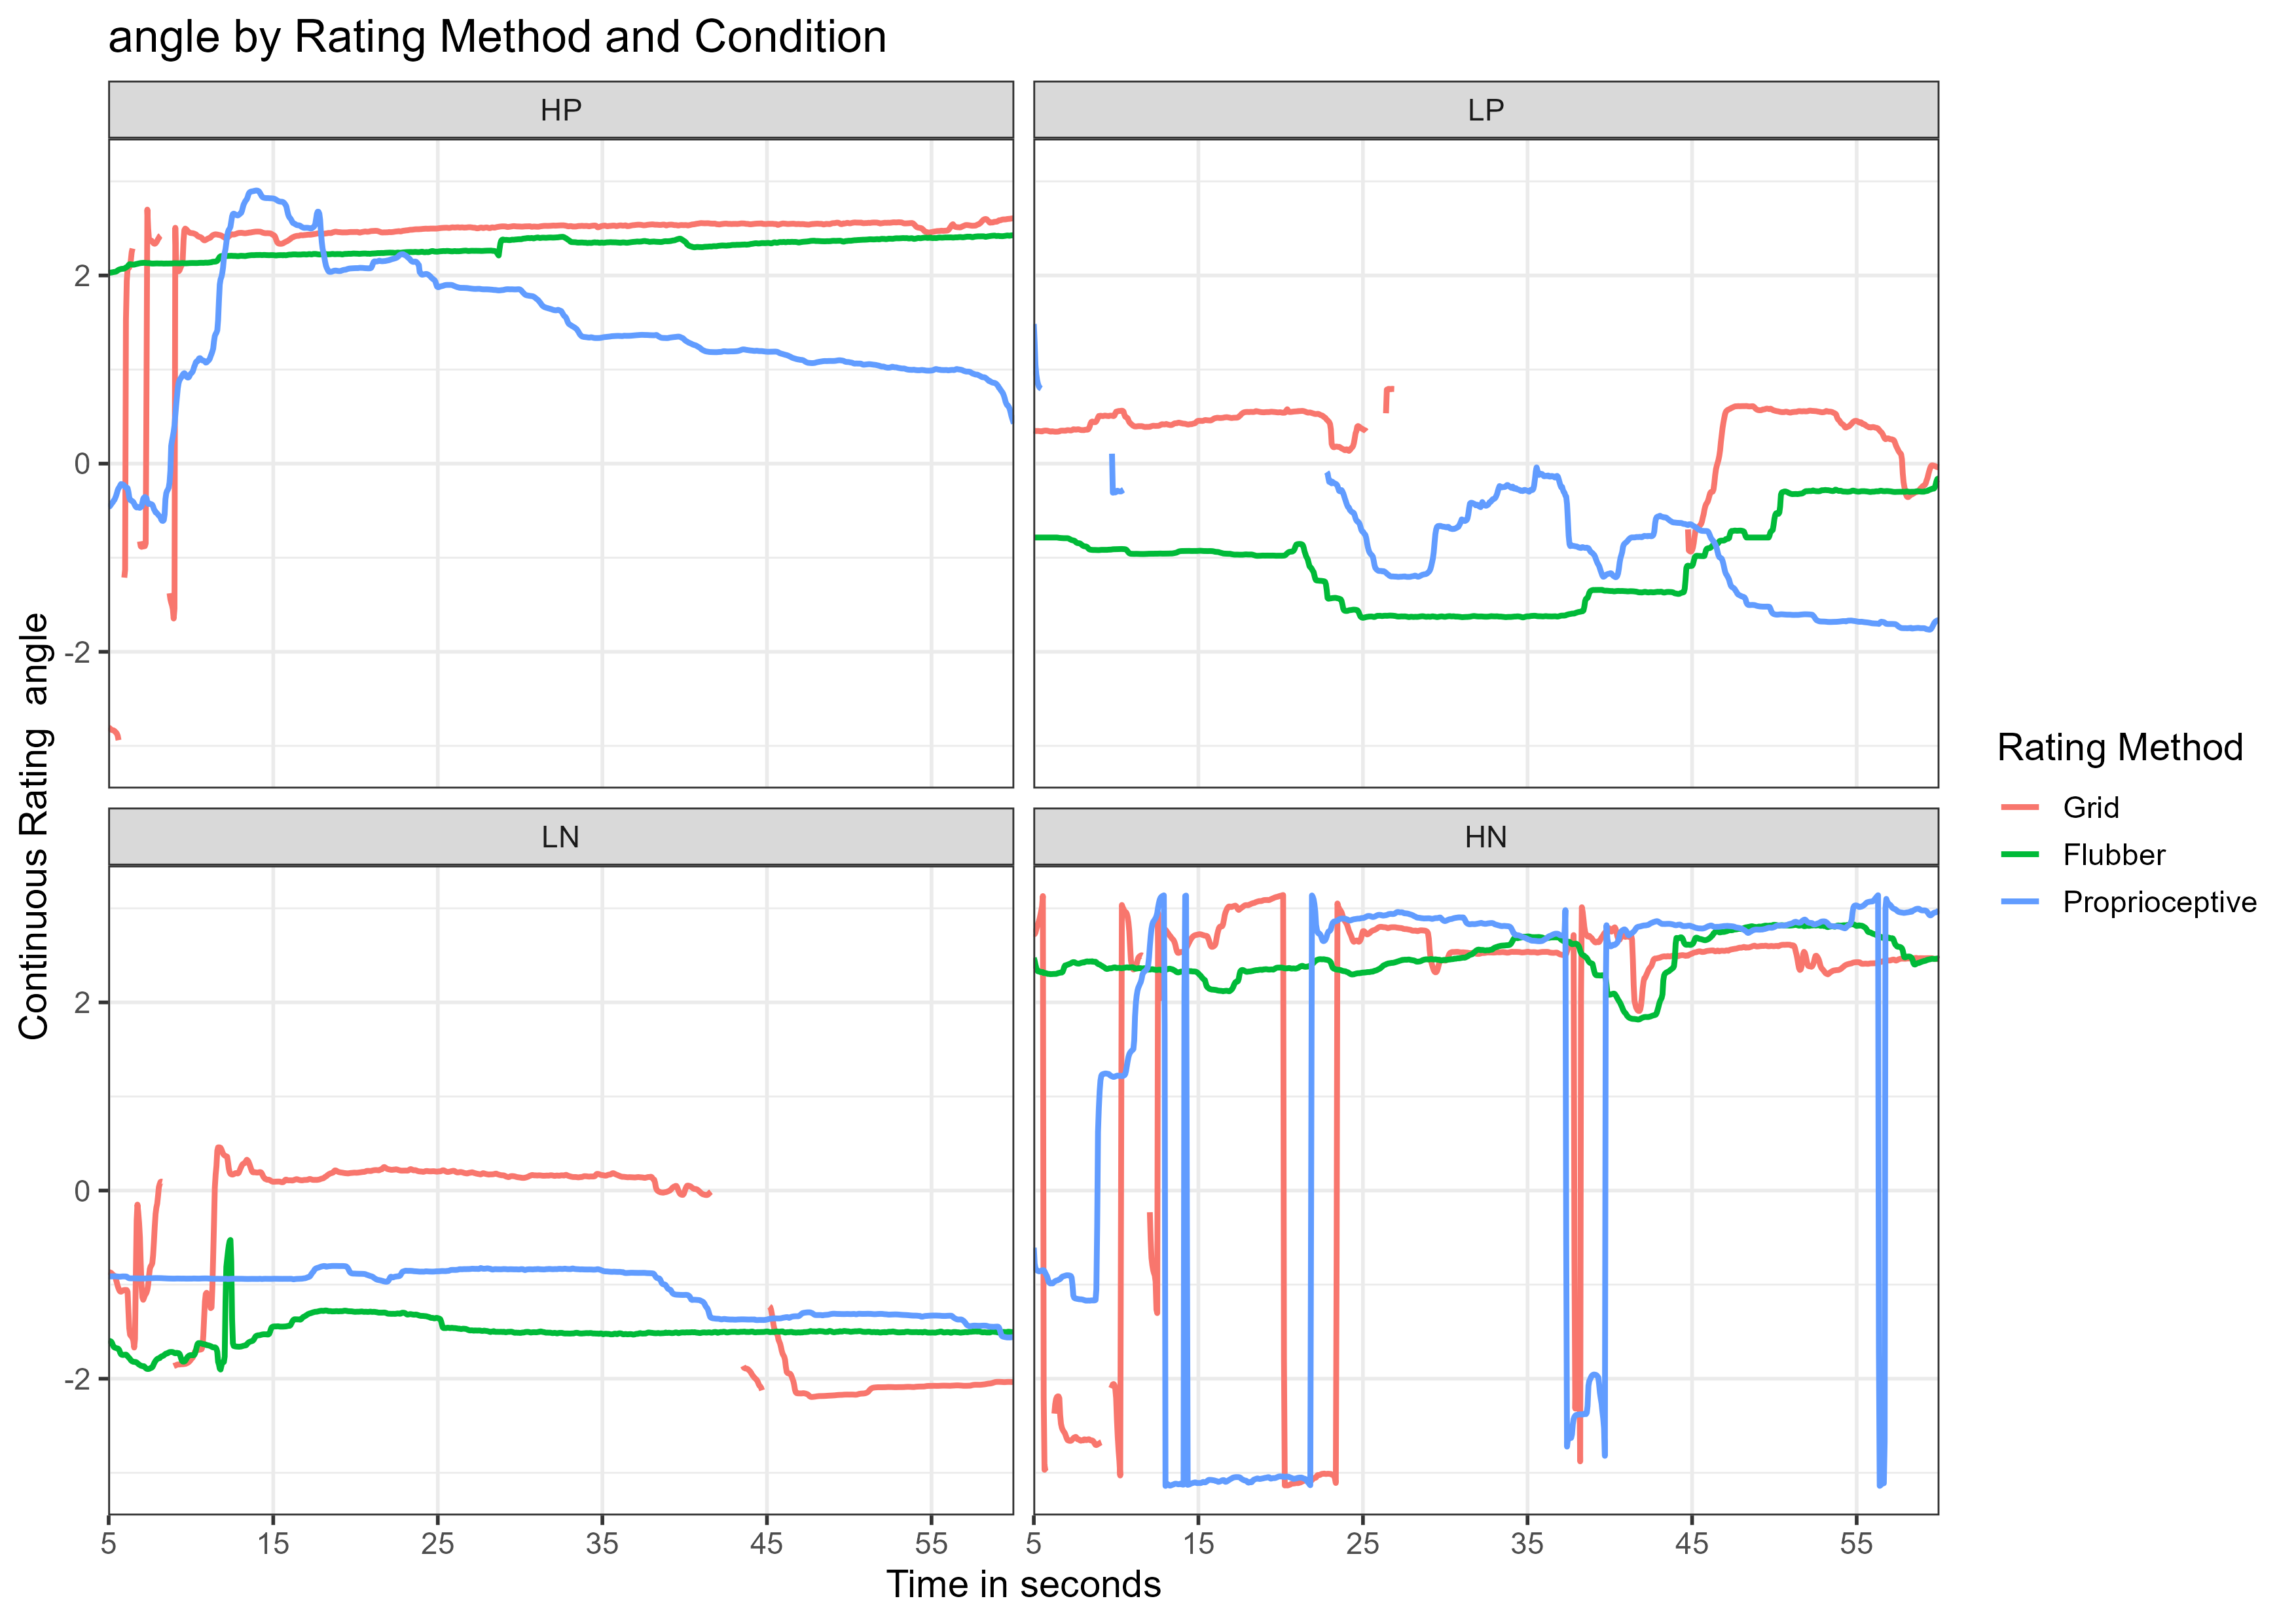 angle by Rating Method and Condition
HP
LP
2
0
-2
LN
HN
2
0
-2
5 15 25 35 45 55 5 15 25 35 45 55
Time in seconds
Continuous Rating  angle
Rating Method
Grid
Flubber
Proprioceptive